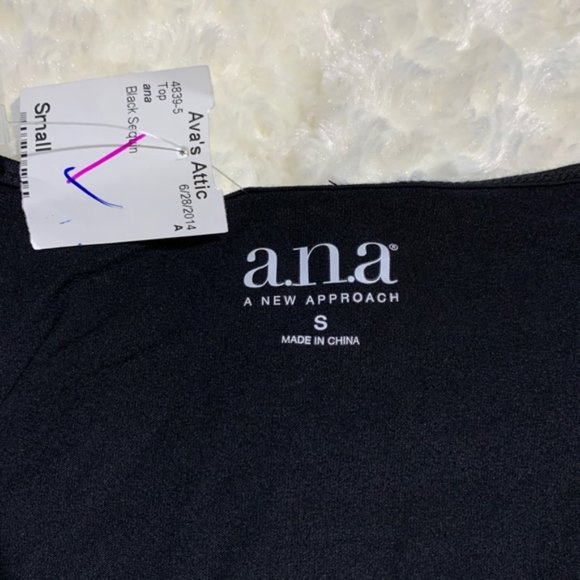 Ava's Attic
6/28/2014 A
4839-5
Top
ana
Black Sequin
Small
a.n.a®
A NEW APPROACH
S
MADE IN CHINA